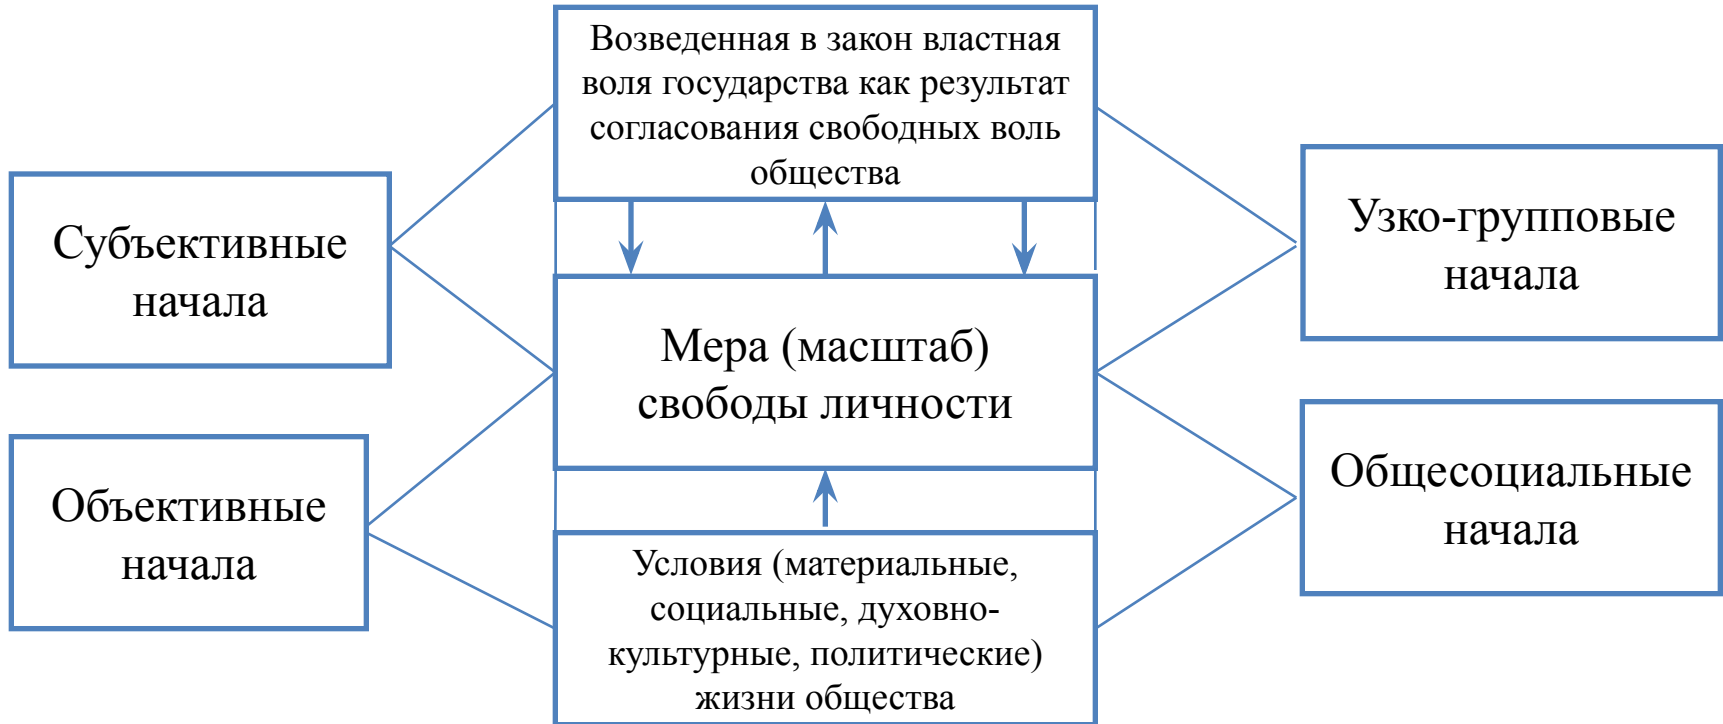 Возведенная в закон властная
воля государства как результат
согласования свободных воль
общества
Субъективные
начала
Узко-групповые
начала
Мера (масштаб)
свободы личности
Объективные
начала
Общесоциальные
начала
Условия (материальные,
социальные, духовно-
культурные, политические)
жизни общества